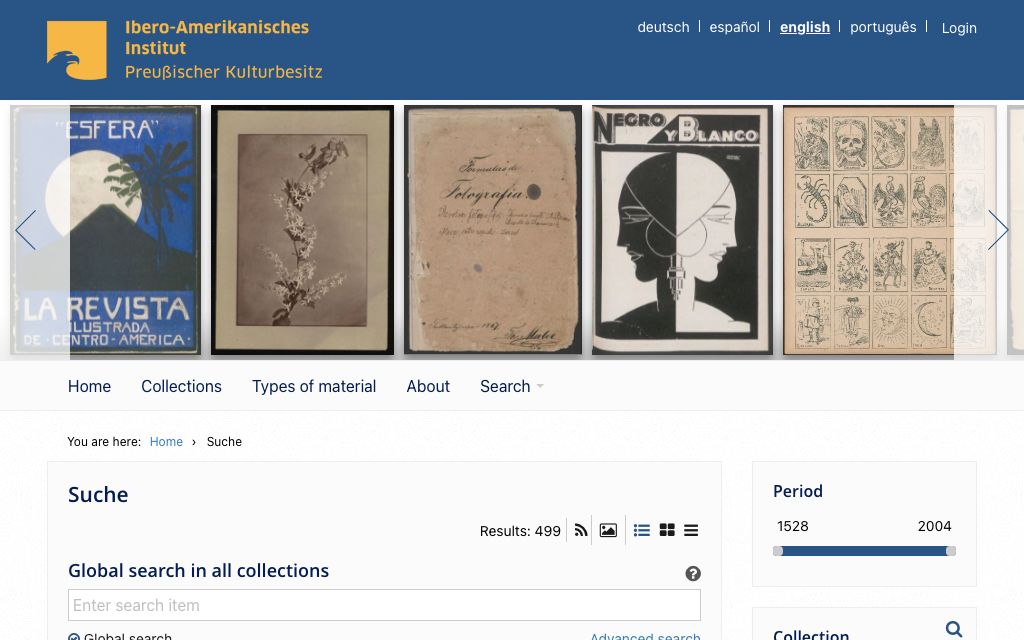 Ibero-Amerikanisches
Institut
Preußischer Kulturbesitz
deutsch
español
english
português
Login
"ESFERA"
LA REVISTA
ILUSTRADA
DE·CENTRO-AMERICA·
Formulas de
Fotografia
NEGRO
Y BLANCO
Home
Collections
Types of material
About
Search
You are here: Home › Suche
Suche
Results: 499
Global search in all collections
Enter search item
Global search
Advanced search
Period
1528
2004
Collection